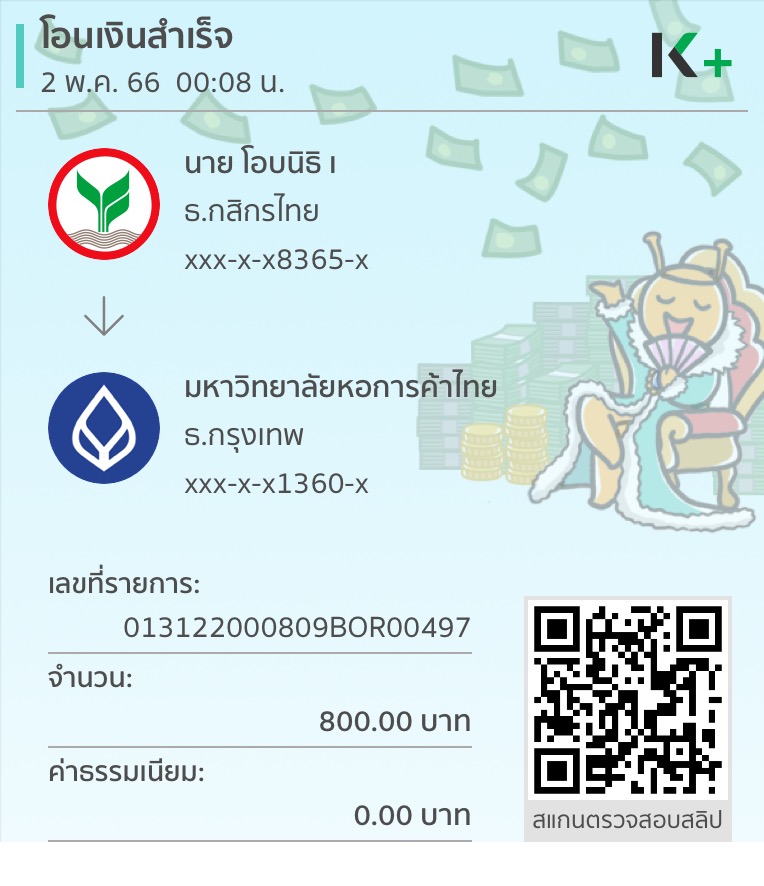 โอนเงินสำเร็จ
2 พ.ค. 66 00:08 น.
K+
นาย โอบนิธิ เ
ธ.กสิกรไทย
xxx-x-x8365-x
มหาวิทยาลัยหอการค้าไทย
ธ.กรุงเทพ
xxx-x-x1360-x
เลขที่รายการ:
013122000809BOR00497
จำนวน:
800.00 บาท
ค่าธรรมเนียม:
0.00 บาท
สแกนตรวจสอบสลิป